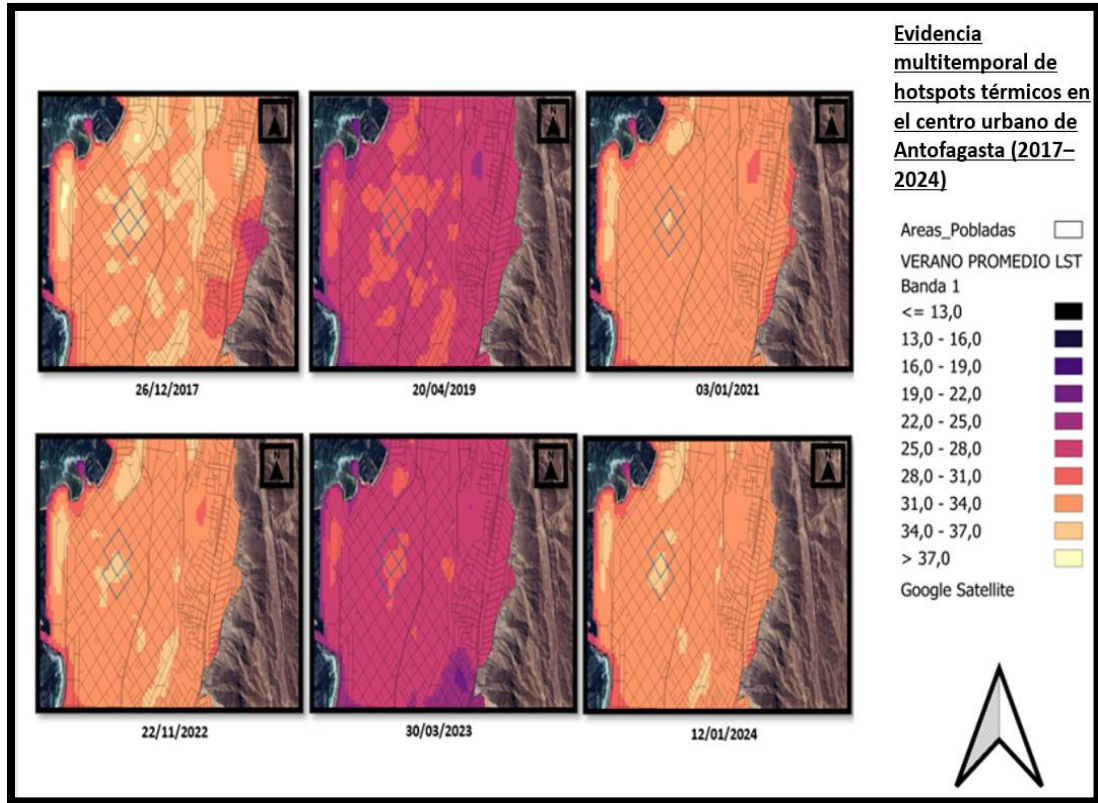 Evidencia
multitemporal de
hotspots térmicos en
el centro urbano de
Antofagasta (2017–
2024)
N
N
N
26/12/2017
20/04/2019
03/01/2021
N
N
N
22/11/2022
30/03/2023
12/01/2024
Areas_Pobladas
VERANO PROMEDIO LST
Banda 1
<= 13,0
13,0 - 16,0
16,0 - 19,0
19,0 - 22,0
22,0 - 25,0
25,0 - 28,0
28,0 - 31,0
31,0 - 34,0
34,0 - 37,0
> 37,0
Google Satellite